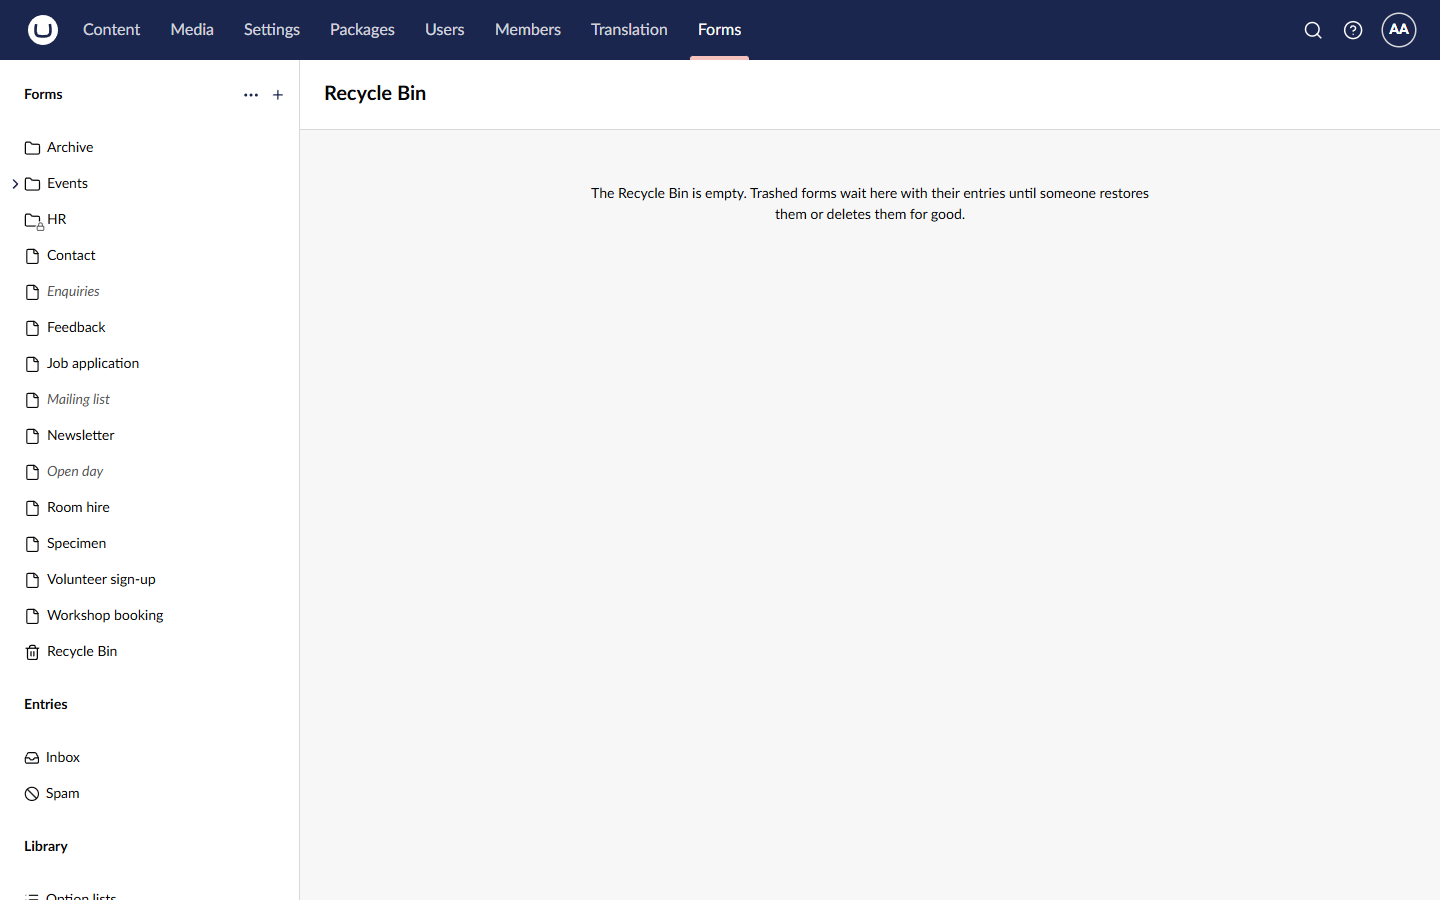 Content Media Settings Packages Users Members Translation Forms AA
Forms
Archive
Events
HR
Contact
Enquiries
Feedback
Job application
Mailing list
Newsletter
Open day
Room hire
Specimen
Volunteer sign-up
Workshop booking
Recycle Bin
Entries
Inbox
Spam
Library
Option lists
Recycle Bin
The Recycle Bin is empty. Trashed forms wait here with their entries until someone restores
them or deletes them for good.